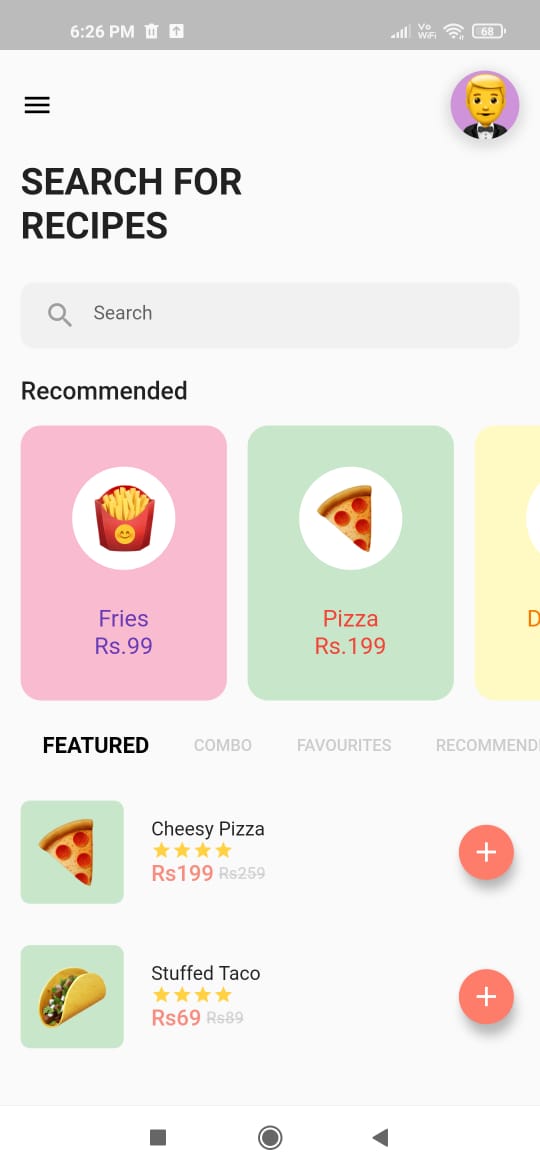 6:26 PM
Vo
WiFi
68
SEARCH FOR
RECIPES
Search
Recommended
Fries
Rs.99
Pizza
Rs.199
D
FEATURED COMBO FAVOURITES RECOMMEND
Cheesy Pizza
Rs199 Rs259
Stuffed Taco
Rs69 Rs89